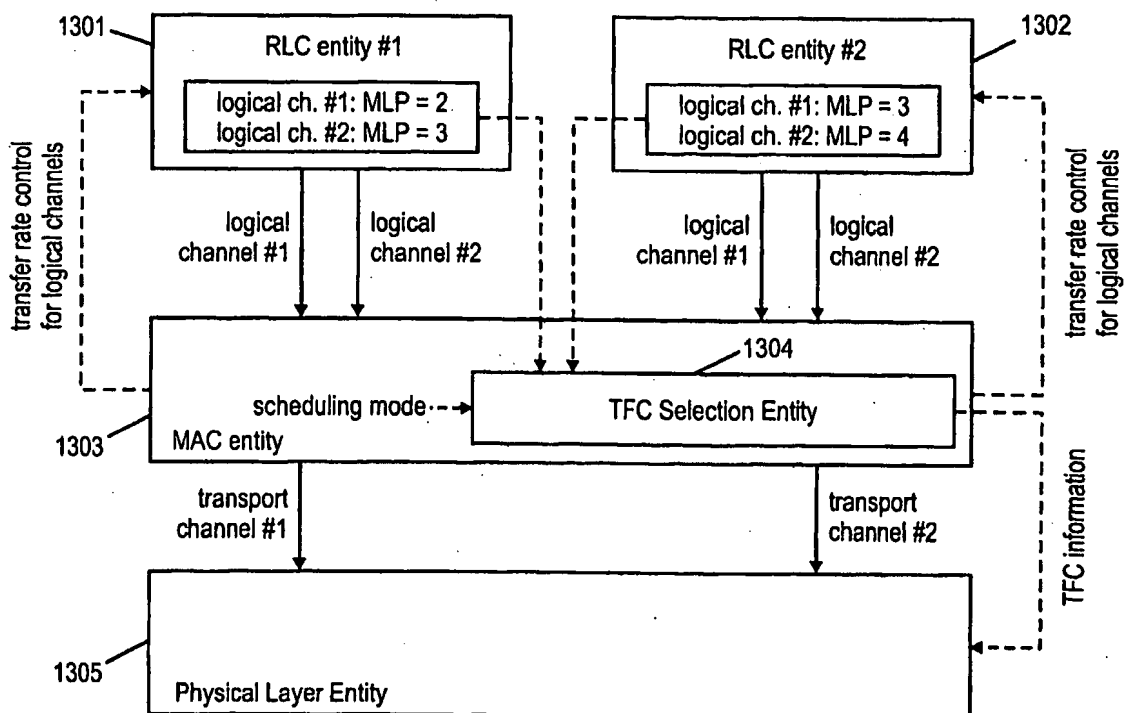 1301
RLC entity #1
logical ch. #1: MLP = 2
logical ch. #2: MLP = 3
1302
RLC entity #2
logical ch. #1: MLP = 3
logical ch. #2: MLP = 4
transfer rate control
for logical channels
logical
channel #1
logical
channel #2
logical
channel #1
logical
channel #2
transfer rate control
for logical channels
1304
scheduling mode
TFC Selection Entity
1303
MAC entity
transport
channel #1
transport
channel #2
TFC information
1305
Physical Layer Entity